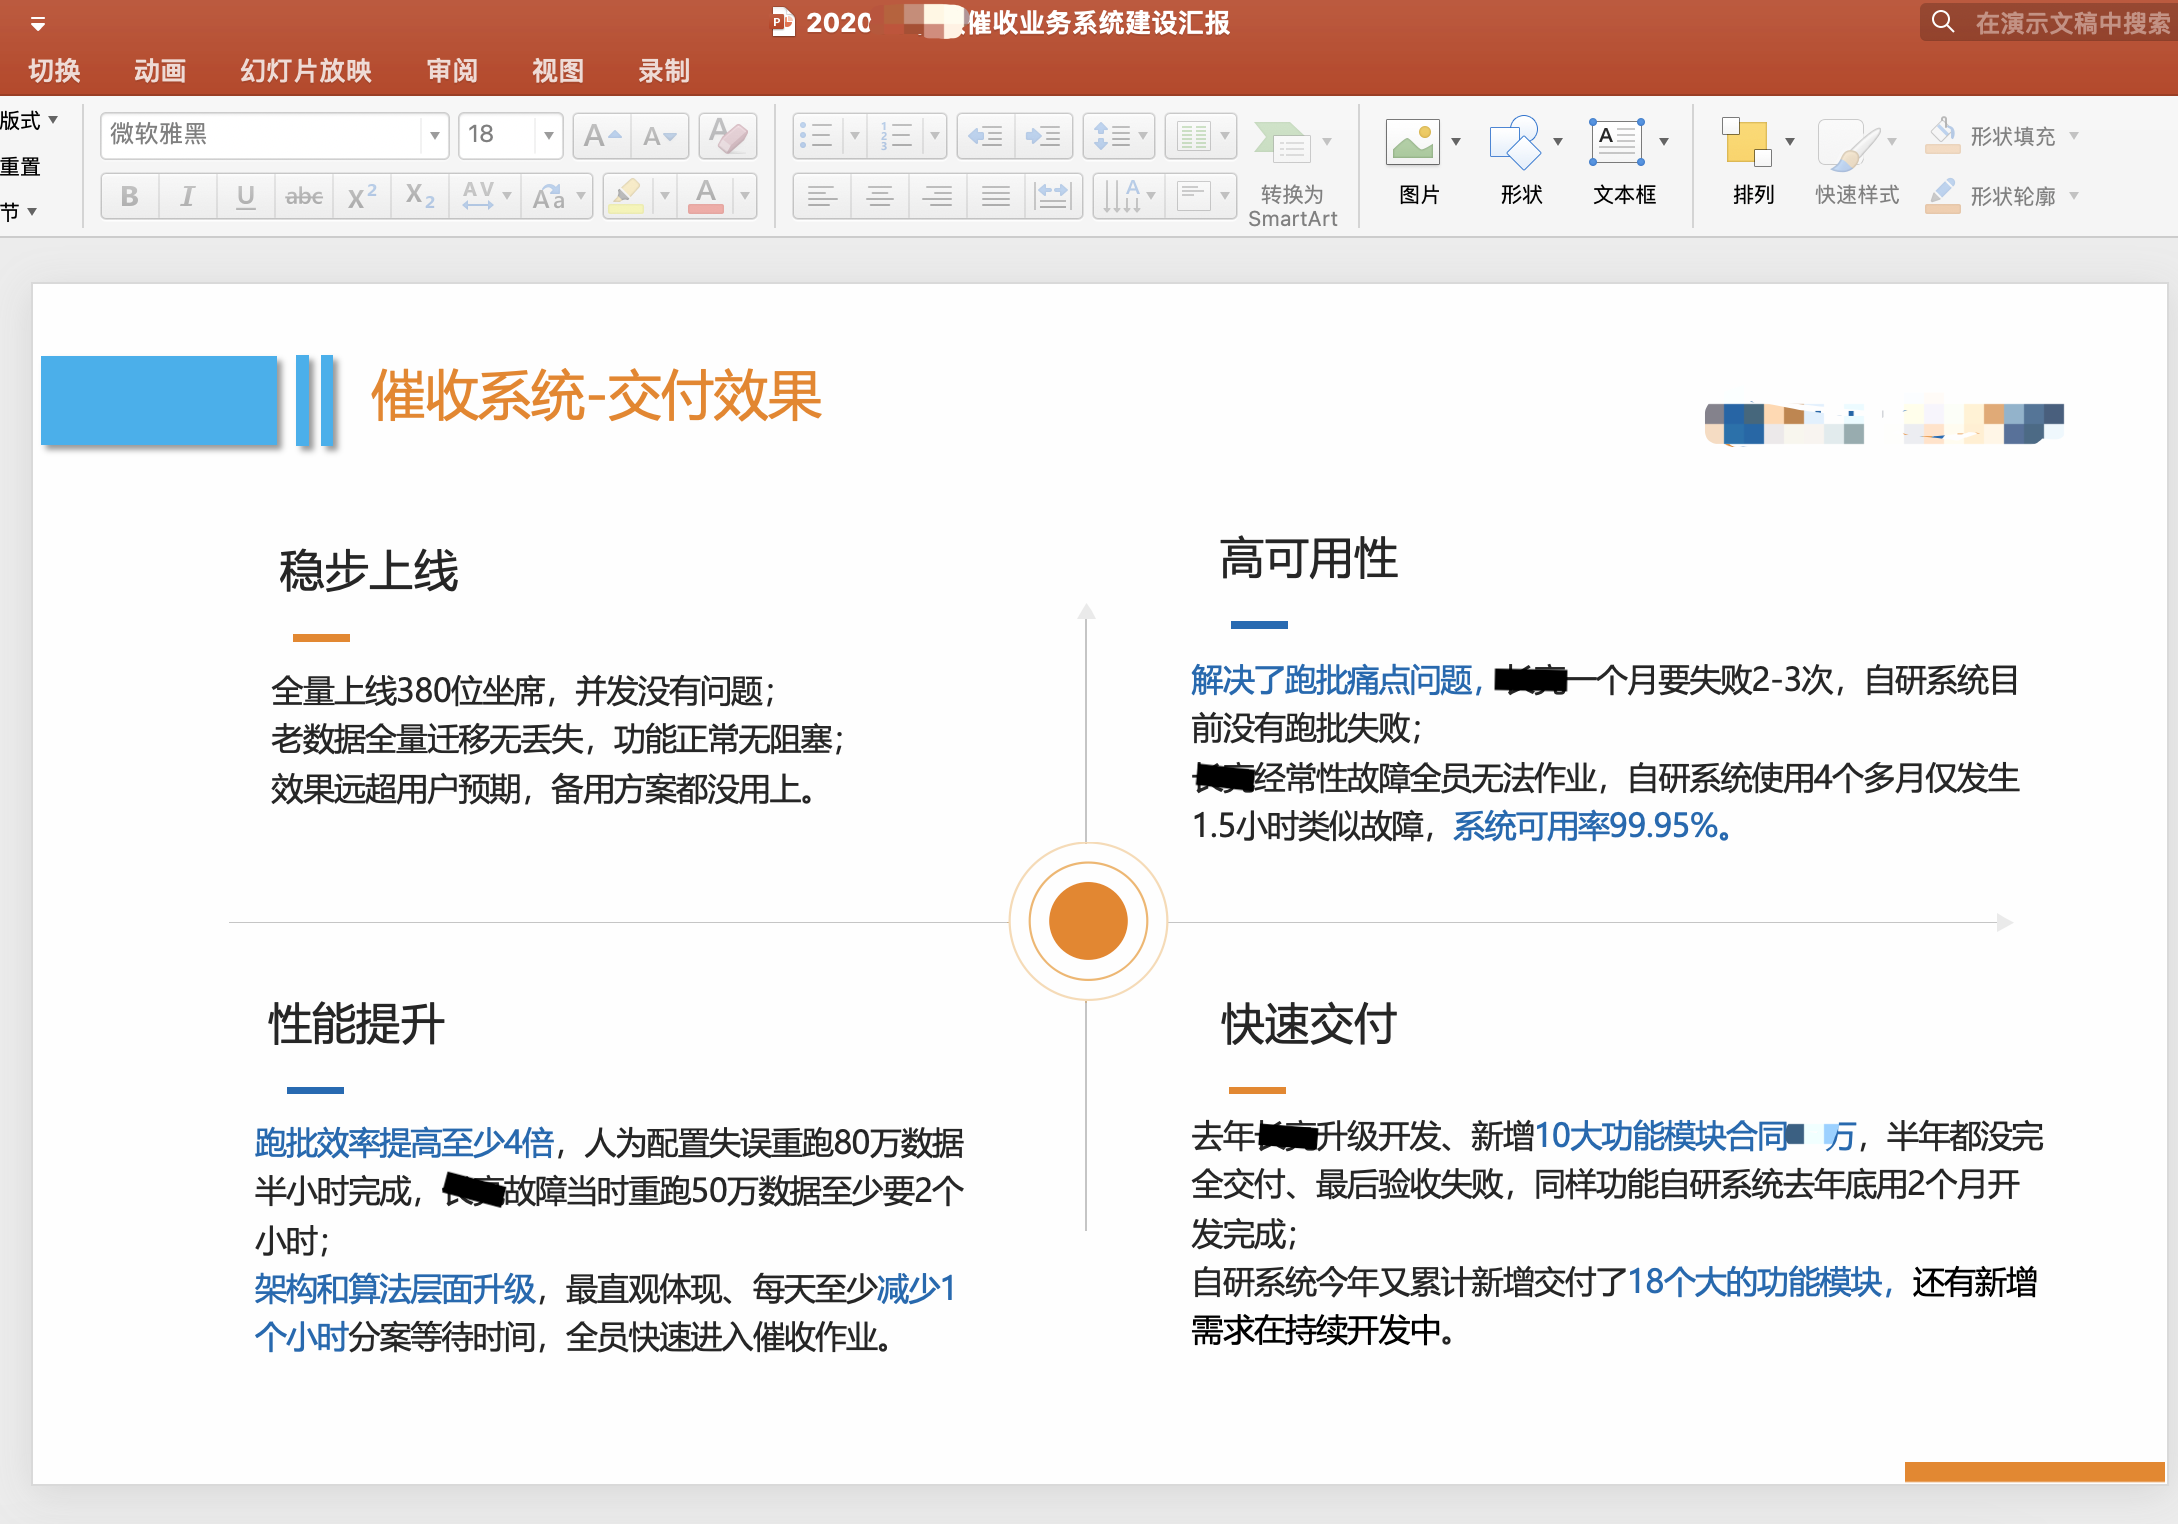 2020
催收业务系统建设汇报
在演示文稿中搜索
切换 动画 幻灯片放映 审阅 视图 录制
版式
重置
节
微软雅黑
18
转换为
SmartArt
图片
形状
文本框
排列
快速样式
形状填充
形状轮廓
催收系统-交付效果
稳步上线
全量上线380位坐席，并发没有问题；
老数据全量迁移无丢失，功能正常无阻塞；
效果远超用户预期，备用方案都没用上。
高可用性
解决了跑批痛点问题，一个月要失败2-3次，自研系统目
前没有跑批失败；
经常性故障全员无法作业，自研系统使用4个多月仅发生
1.5小时类似故障，系统可用率99.95%。
性能提升
跑批效率提高至少4倍，人为配置失误重跑80万数据
半小时完成，故障当时重跑50万数据至少要2个
小时；
架构和算法层面升级，最直观体现、每天至少减少1
个小时分案等待时间，全员快速进入催收作业。
快速交付
去年升级开发、新增10大功能模块合同万，半年都没完
全交付、最后验收失败，同样功能自研系统去年底用2个月开
发完成；
自研系统今年又累计新增交付了18个大的功能模块，还有新增
需求在持续开发中。